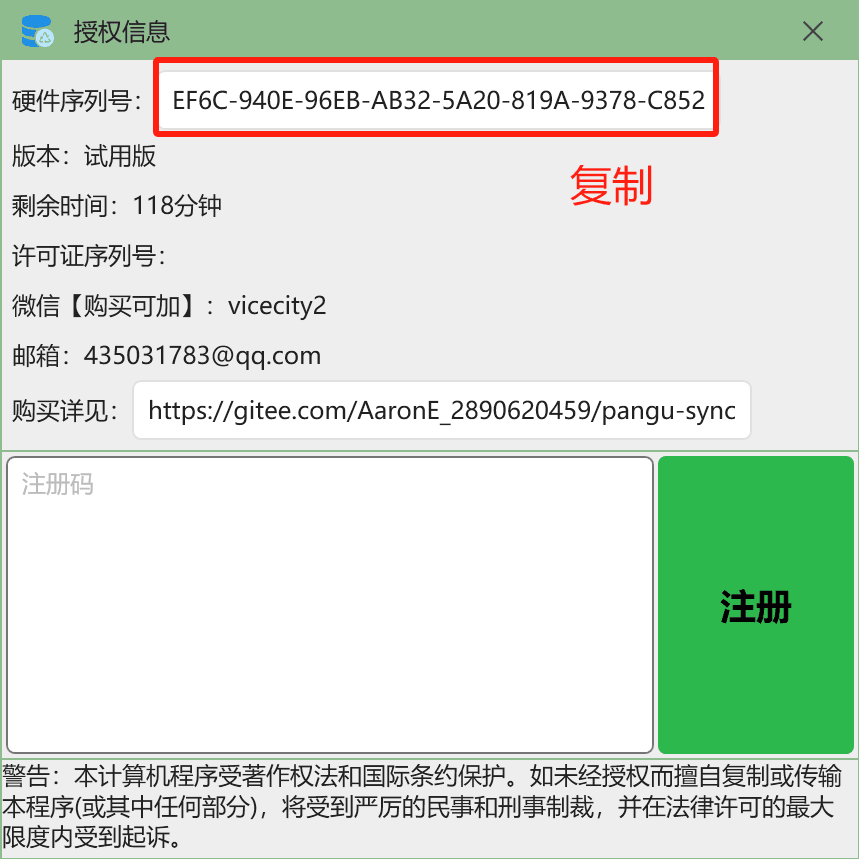 授权信息
硬件序列号：EF6C-940E-96EB-AB32-5A20-819A-9378-C852
版本：试用版
复制
剩余时间：118分钟
许可证序列号：
微信【购买可加】：vicecity2
邮箱：435031783@qq.com
购买详见：https://gitee.com/AaronE_2890620459/pangu-sync
注册码
注册
警告：本计算机程序受著作权法和国际条约保护。如未经授权而擅自复制或传输
本程序(或其中任何部分)，将受到严厉的民事和刑事制裁，并在法律许可的最大
限度内受到起诉。